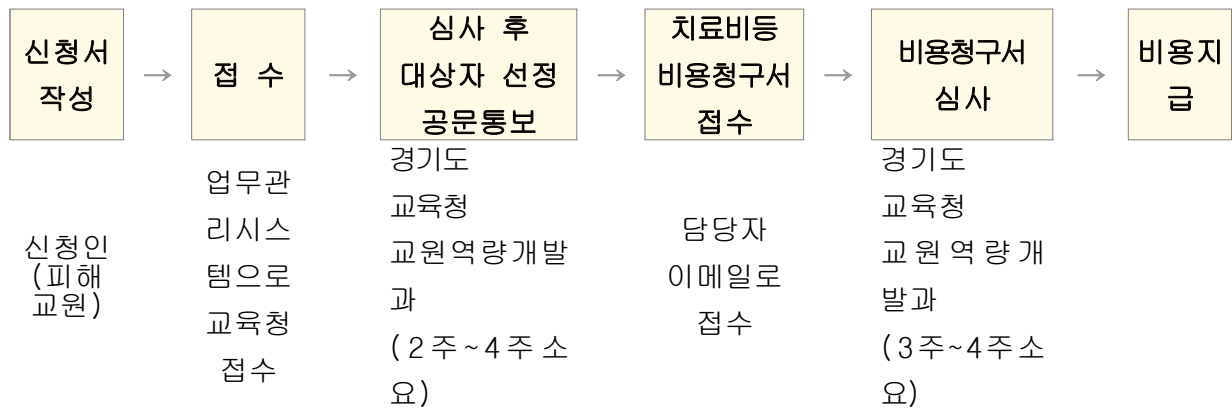 신청서
작성
→
접 수
→
심사 후
대상자 선정
공문통보
→
치료비등
비용청구서
접수
→
비용청구서
심사
→
비용지
급
신청인
(피해
교원)
업무관
리시스
템으로
교육청
접수
경기도
교육청
교원역량개발
과
(2주~4주 소
요)
담당자
이메일로
접수
경기도
교육청
교원역량개
발과
(3주~4주소
요)